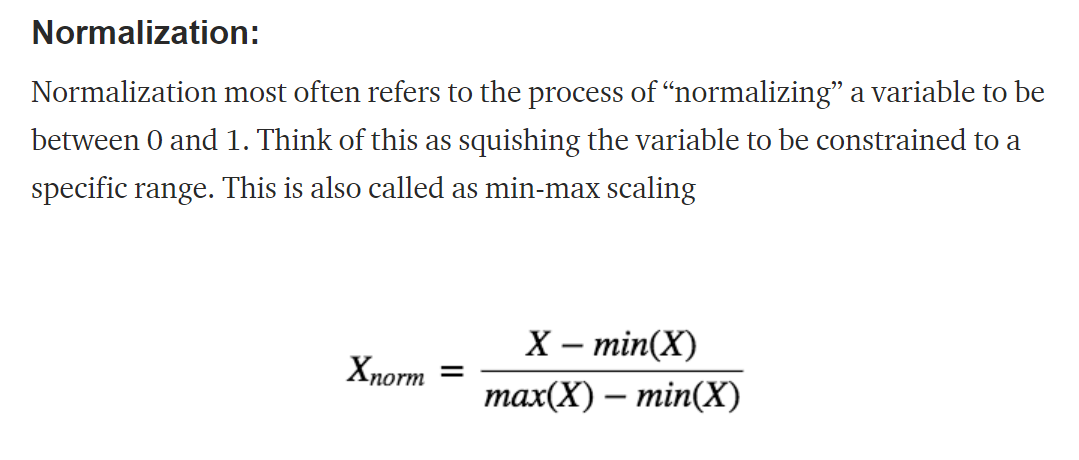 Normalization:
Normalization most often refers to the process of “normalizing” a variable to be
between 0 and 1. Think of this as squishing the variable to be constrained to a
specific range. This is also called as min-max scaling
X_norm = (X − min(X)) / (max(X) − min(X))